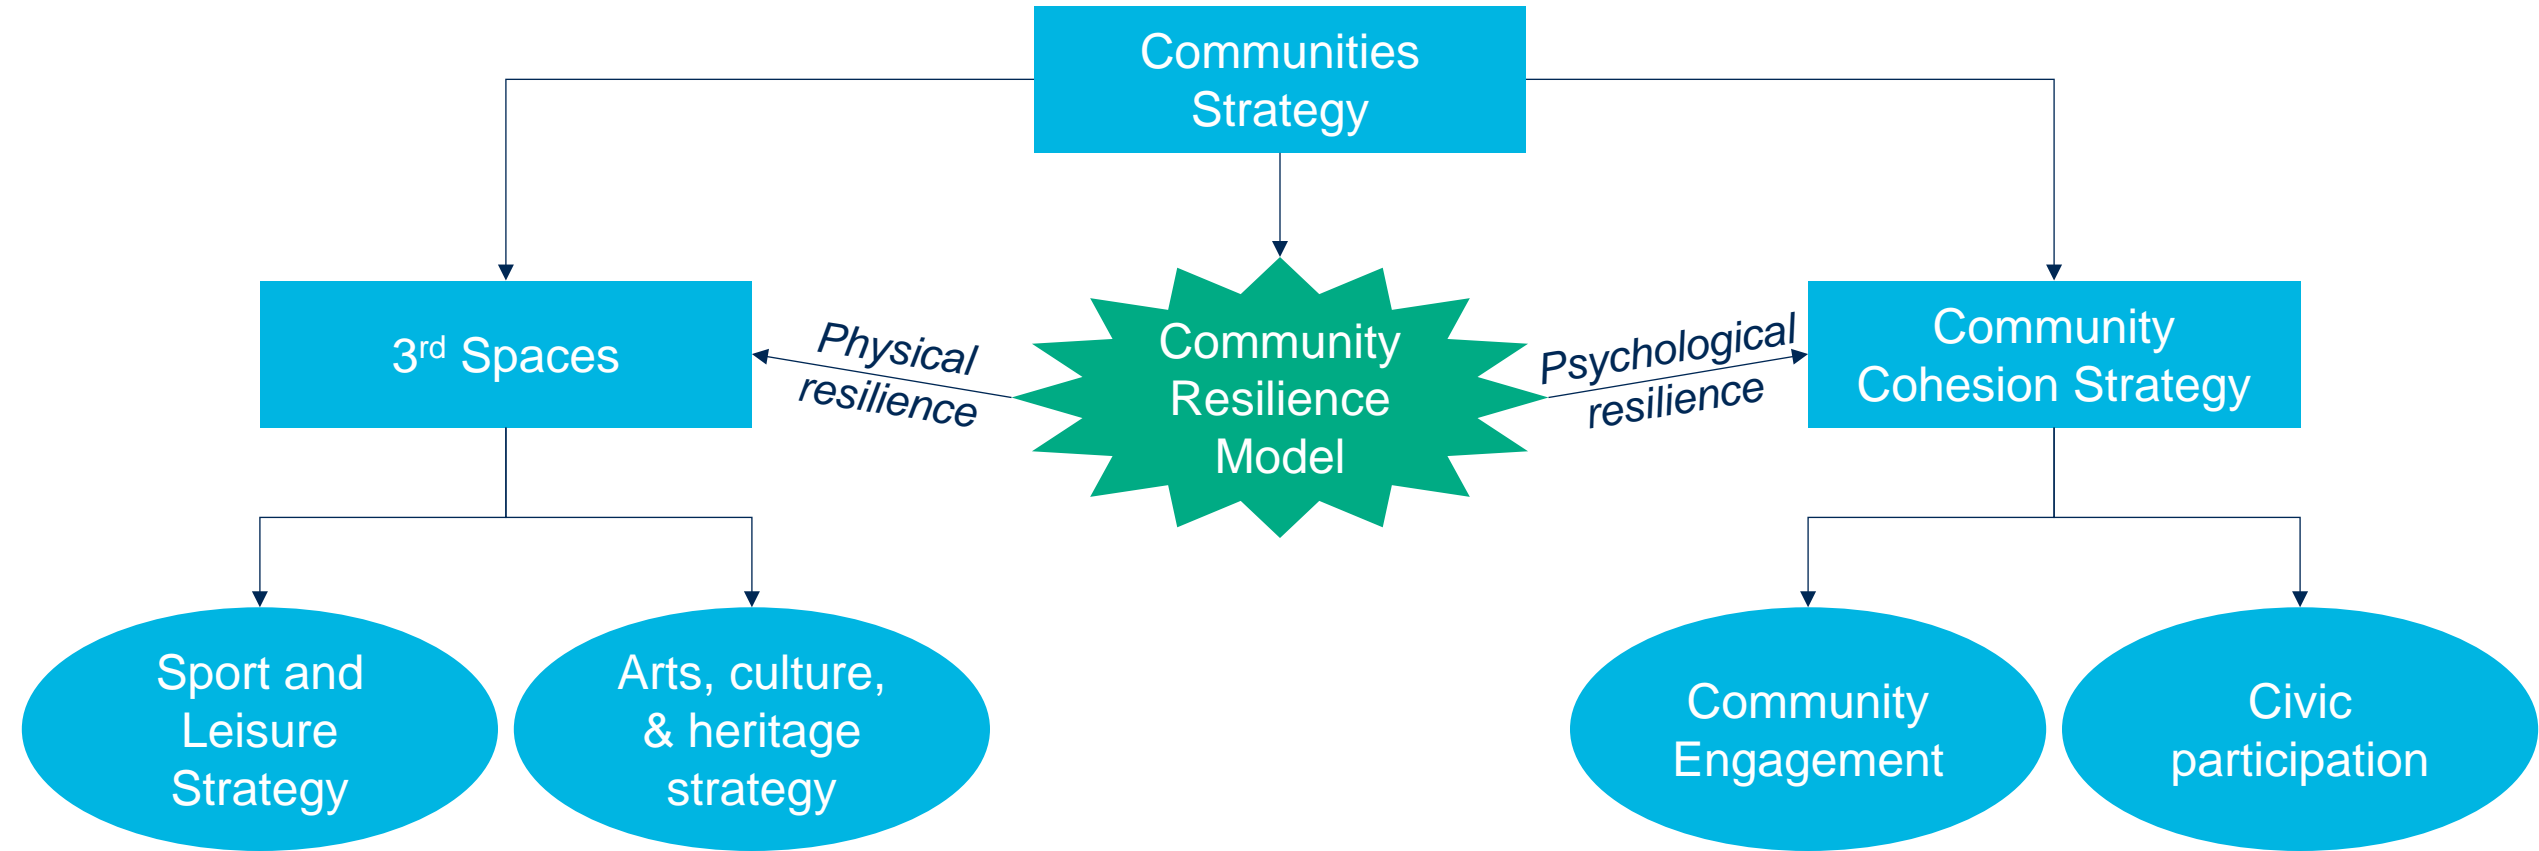 Communities
Strategy
3rd Spaces
Physical
resilience
Community
Resilience
Model
Psychological
resilience
Community
Cohesion Strategy
Sport and
Leisure
Strategy
Arts, culture,
& heritage
strategy
Community
Engagement
Civic
participation